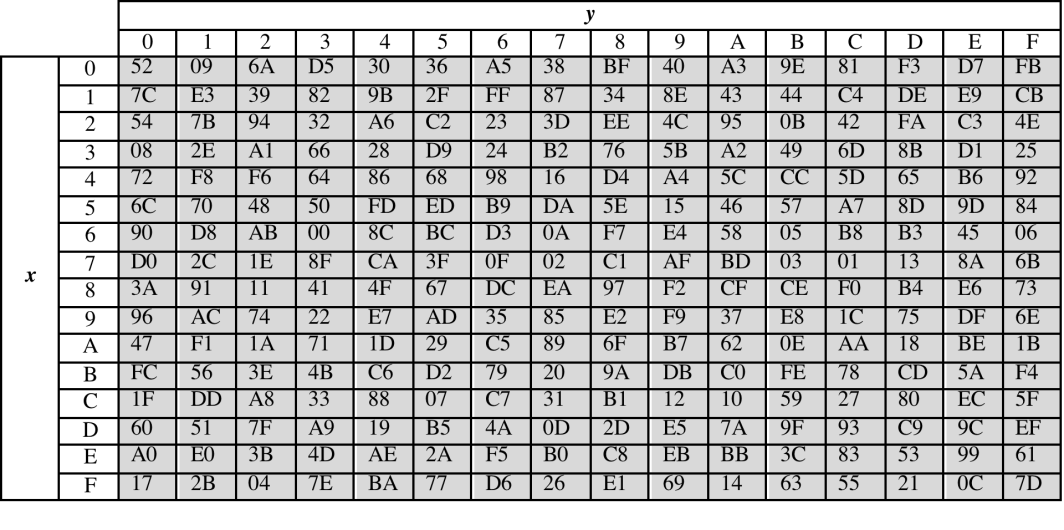 y
0 1 2 3 4 5 6 7 8 9 A B C D E F
0 52 09 6A D5 30 36 A5 38 BF 40 A3 9E 81 F3 D7 FB
1 7C E3 39 82 9B 2F FF 87 34 8E 43 44 C4 DE E9 CB
2 54 7B 94 32 A6 C2 23 3D EE 4C 95 0B 42 FA C3 4E
3 08 2E A1 66 28 D9 24 B2 76 5B A2 49 6D 8B D1 25
4 72 F8 F6 64 86 68 98 16 D4 A4 5C CC 5D 65 B6 92
5 6C 70 48 50 FD ED B9 DA 5E 15 46 57 A7 8D 9D 84
6 90 D8 AB 00 8C BC D3 0A F7 E4 58 05 B8 B3 45 06
x 7 D0 2C 1E 8F CA 3F 0F 02 C1 AF BD 03 01 13 8A 6B
8 3A 91 11 41 4F 67 DC EA 97 F2 CF CE F0 B4 E6 73
9 96 AC 74 22 E7 AD 35 85 E2 F9 37 E8 1C 75 DF 6E
A 47 F1 1A 71 1D 29 C5 89 6F B7 62 0E AA 18 BE 1B
B FC 56 3E 4B C6 D2 79 20 9A DB C0 FE 78 CD 5A F4
C 1F DD A8 33 88 07 C7 31 B1 12 10 59 27 80 EC 5F
D 60 51 7F A9 19 B5 4A 0D 2D E5 7A 9F 93 C9 9C EF
E A0 E0 3B 4D AE 2A F5 B0 C8 EB BB 3C 83 53 99 61
F 17 2B 04 7E BA 77 D6 26 E1 69 14 63 55 21 0C 7D